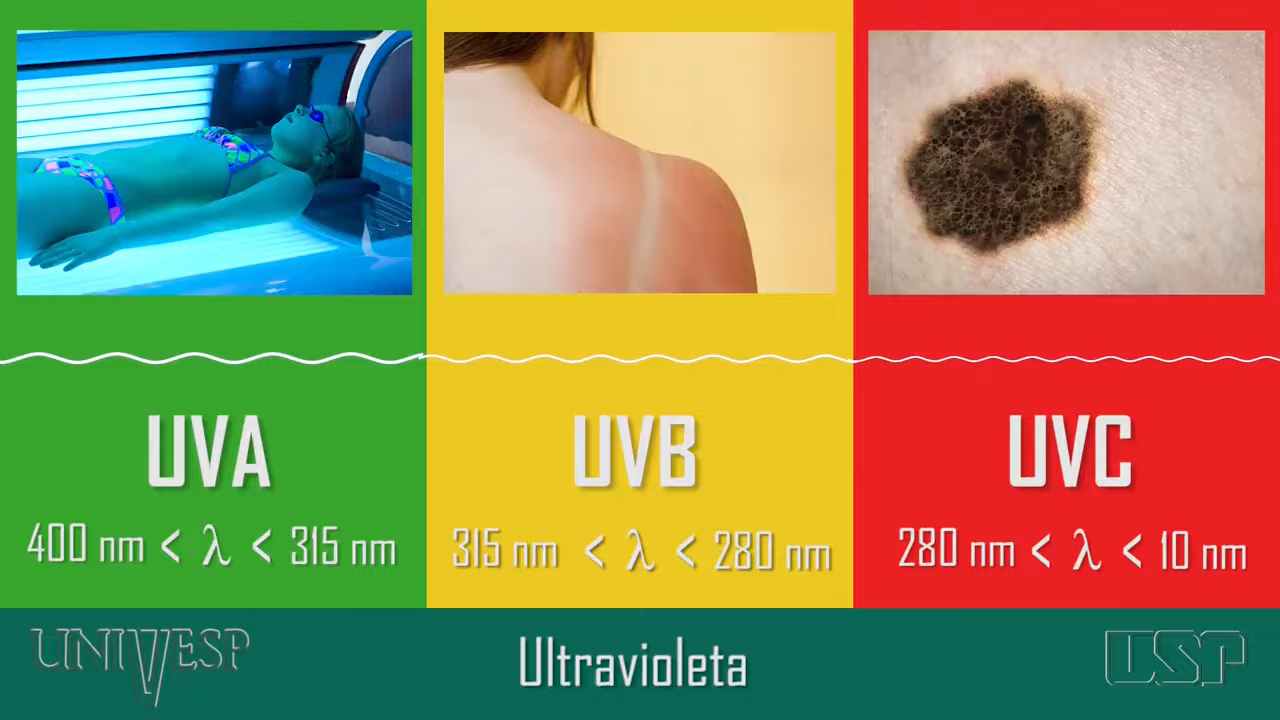 UVA
400 nm < λ < 315 nm
UVB
315 nm < λ < 280 nm
UVC
280 nm < λ < 10 nm
UNIVESP
Ultravioleta
USP